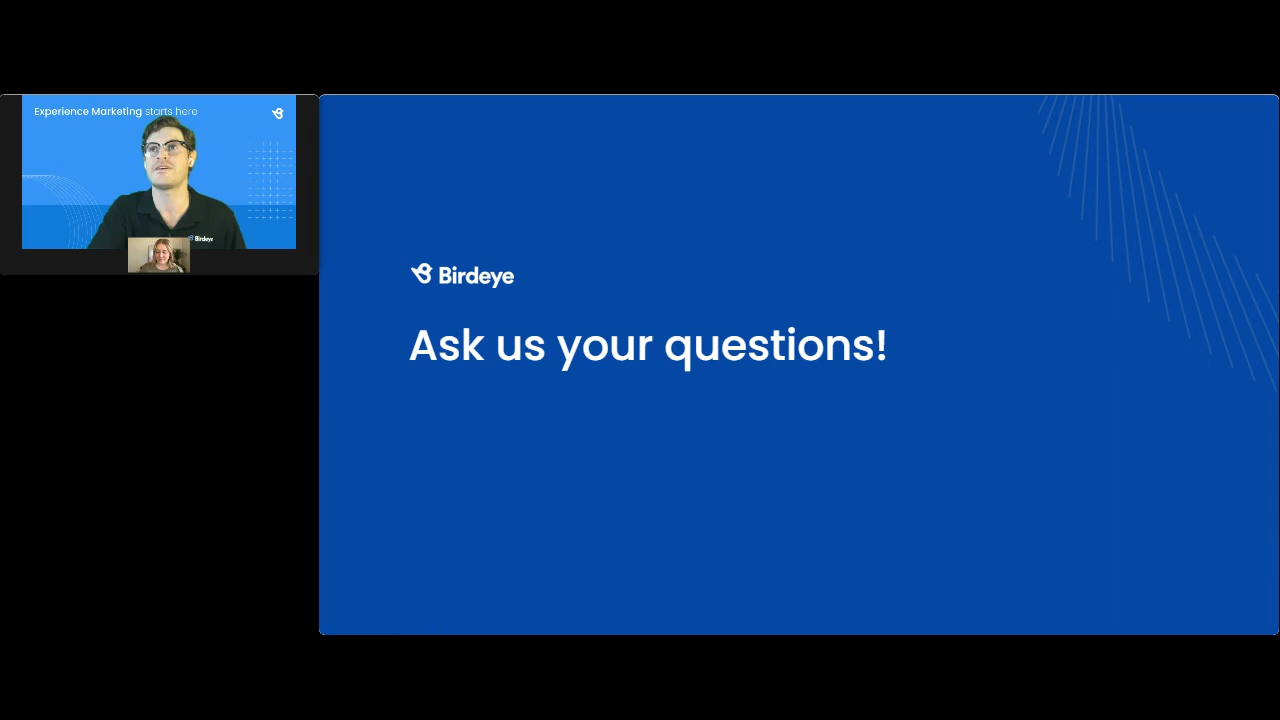 Experience Marketing starts here
Birdeye
Birdeye
Ask us your questions!